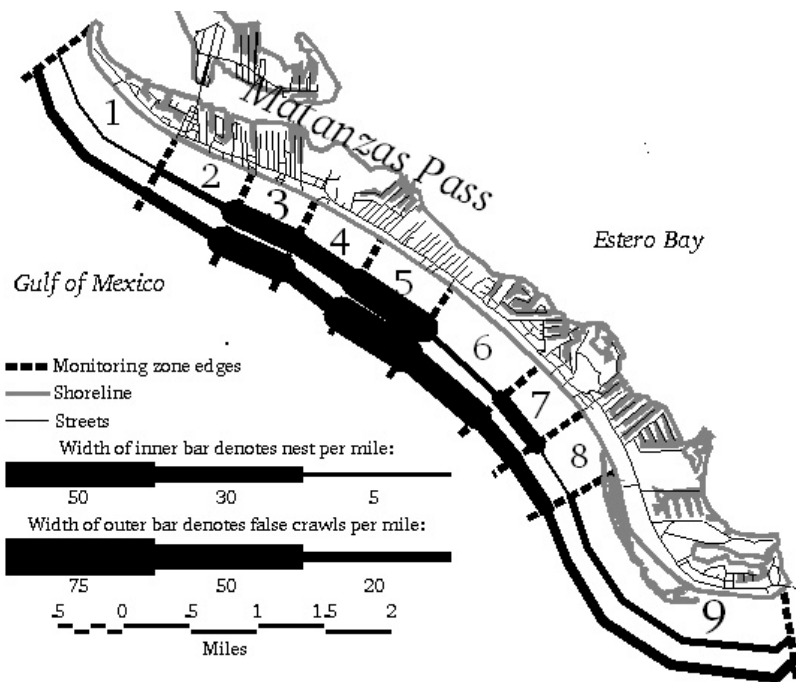 Matanzas Pass
Estero Bay
Gulf of Mexico
1
2
3
4
5
6
7
8
9
Monitoring zone edges
Shoreline
Streets
Width of inner bar denotes nest per mile:
50 30 5
Width of outer bar denotes false crawls per mile:
75 50 20
.5 0 .5 1 1.5 2
Miles